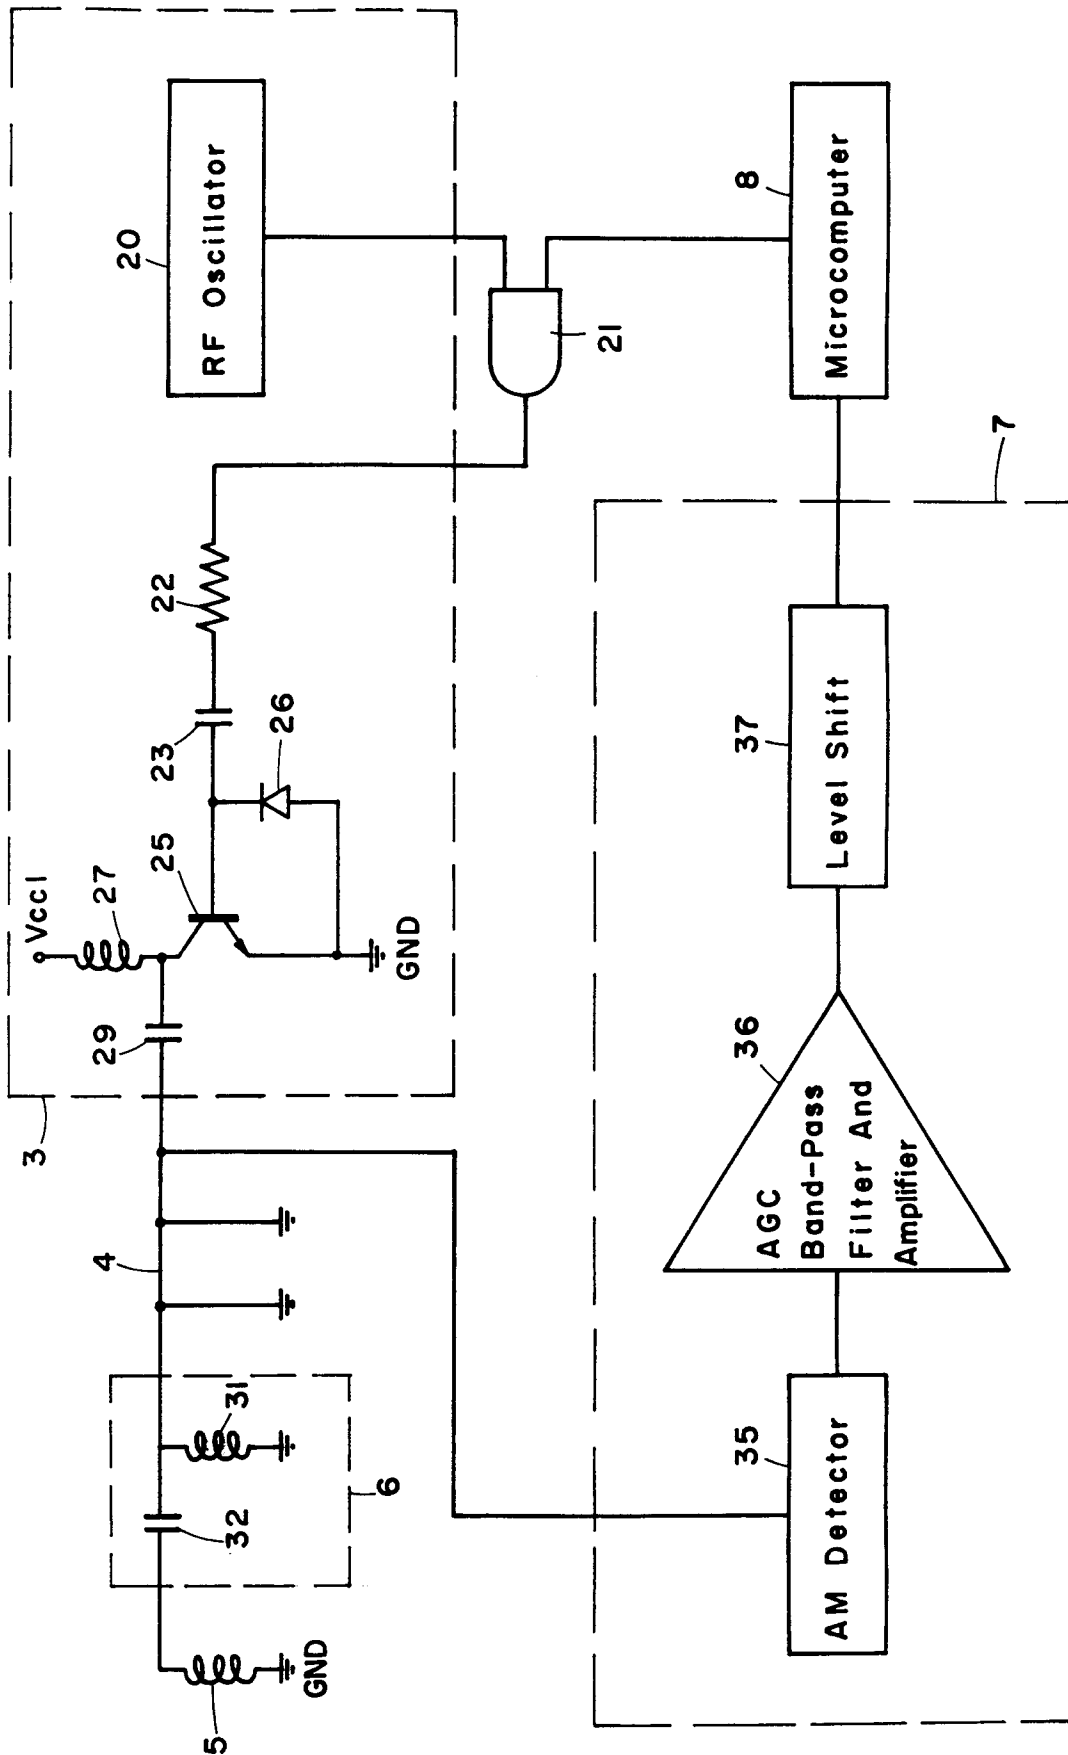 3
Vcc1
27
29
25
GND
23
26
22
20
RF Oscillator
21
4
6
31
32
5
GND
7
35
AM Detector
36
AGC
Band-Pass
Filter And
Amplifier
37
Level Shift
8
Microcomputer